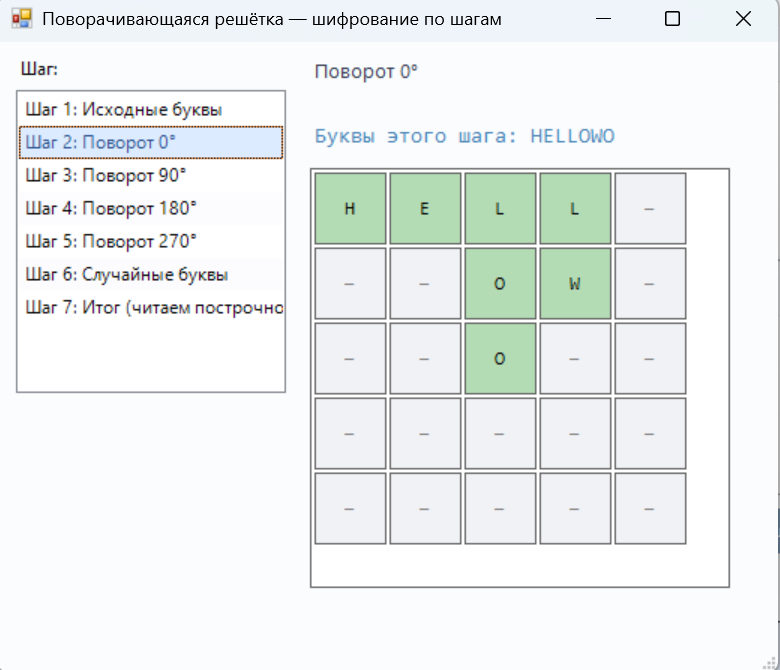 Поворачивающаяся решётка — шифрование по шагам
Шаг:
Шаг 1: Исходные буквы
Шаг 2: Поворот 0°
Шаг 3: Поворот 90°
Шаг 4: Поворот 180°
Шаг 5: Поворот 270°
Шаг 6: Случайные буквы
Шаг 7: Итог (читаем построчно
Поворот 0°
Буквы этого шага: HELLOWO
H E L L –
– – O W –
– – O – –
– – – – –
– – – – –